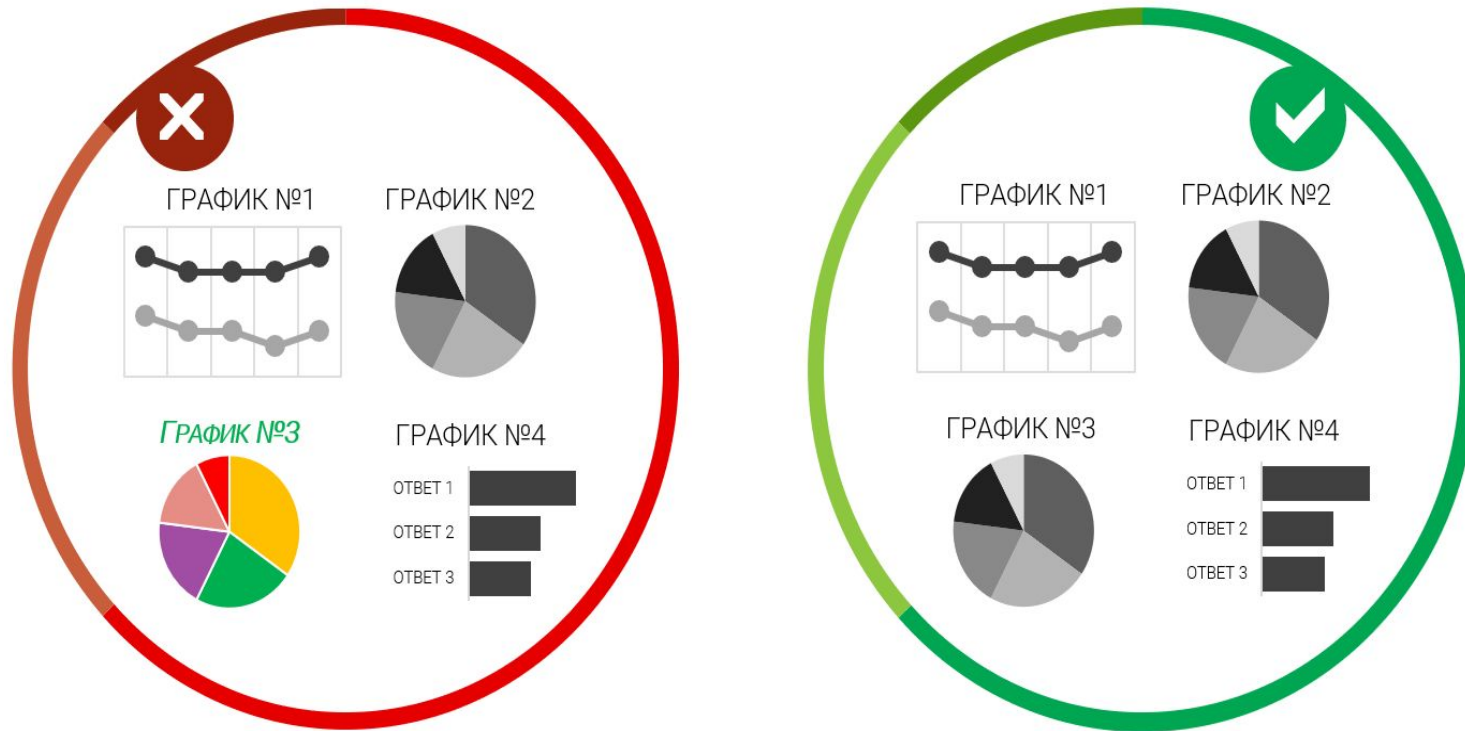 ГРАФИК №1
ГРАФИК №2
ГРАФИК №3
ГРАФИК №4
ОТВЕТ 1
ОТВЕТ 2
ОТВЕТ 3
ГРАФИК №1
ГРАФИК №2
ГРАФИК №3
ГРАФИК №4
ОТВЕТ 1
ОТВЕТ 2
ОТВЕТ 3